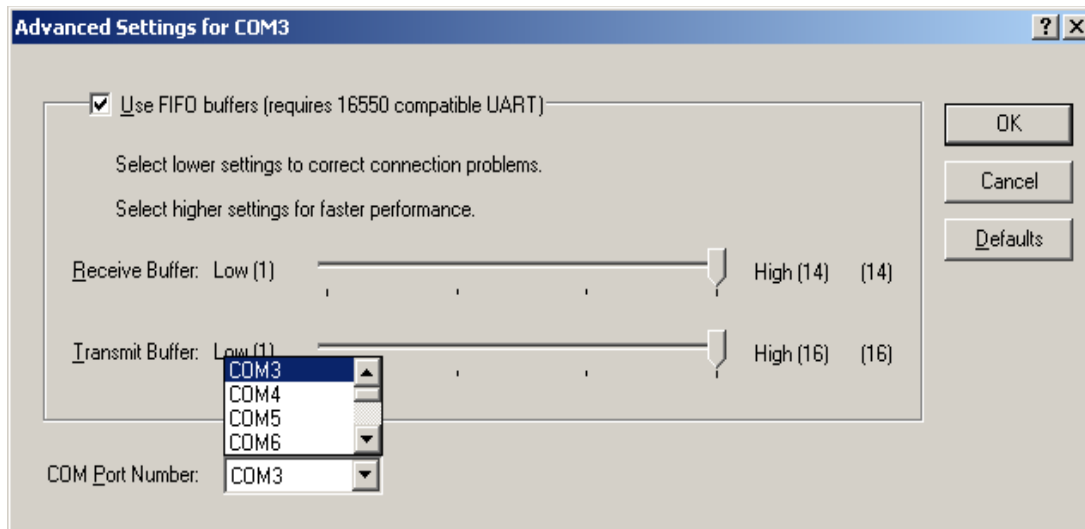 Advanced Settings for COM3
Use FIFO buffers (requires 16550 compatible UART)
OK
Select lower settings to correct connection problems.
Cancel
Select higher settings for faster performance.
Defaults
Receive Buffer: Low (1) High (14) (14)
Transmit Buffer: Low (1) High (16) (16)
COM3
COM4
COM5
COM6
COM Port Number: COM3